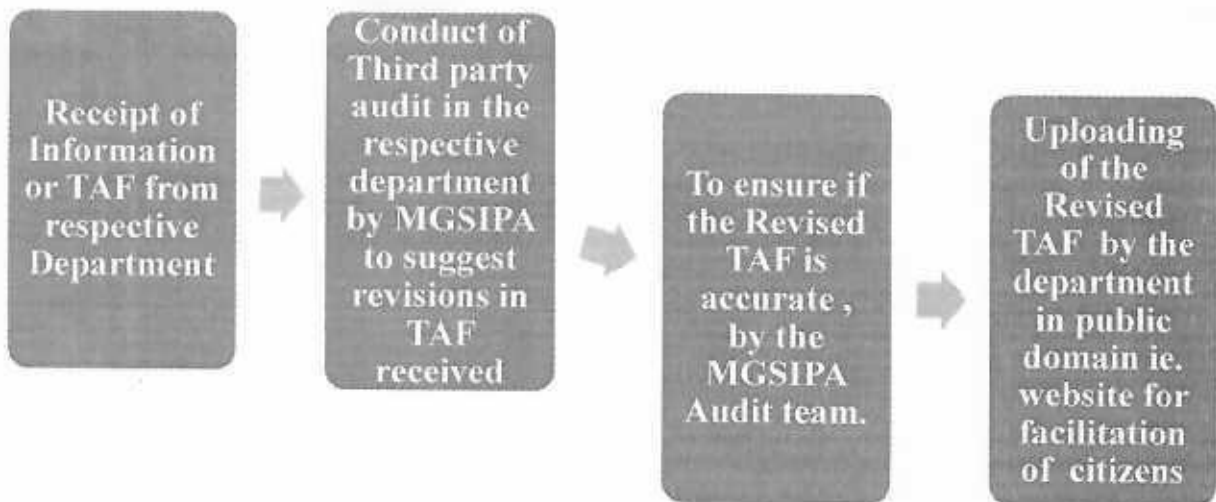 Receipt of
Information
or TAF from
respective
Department
Conduct of
Third party
audit in the
respective
department
by MGSIPA
to suggest
revisions in
TAF
received
To ensure if
the Revised
TAF is
accurate ,
by the
MGSIPA
Audit team.
Uploading
of the
Revised
TAF by the
department
in public
domain ie.
website for
facilitation
of citizens